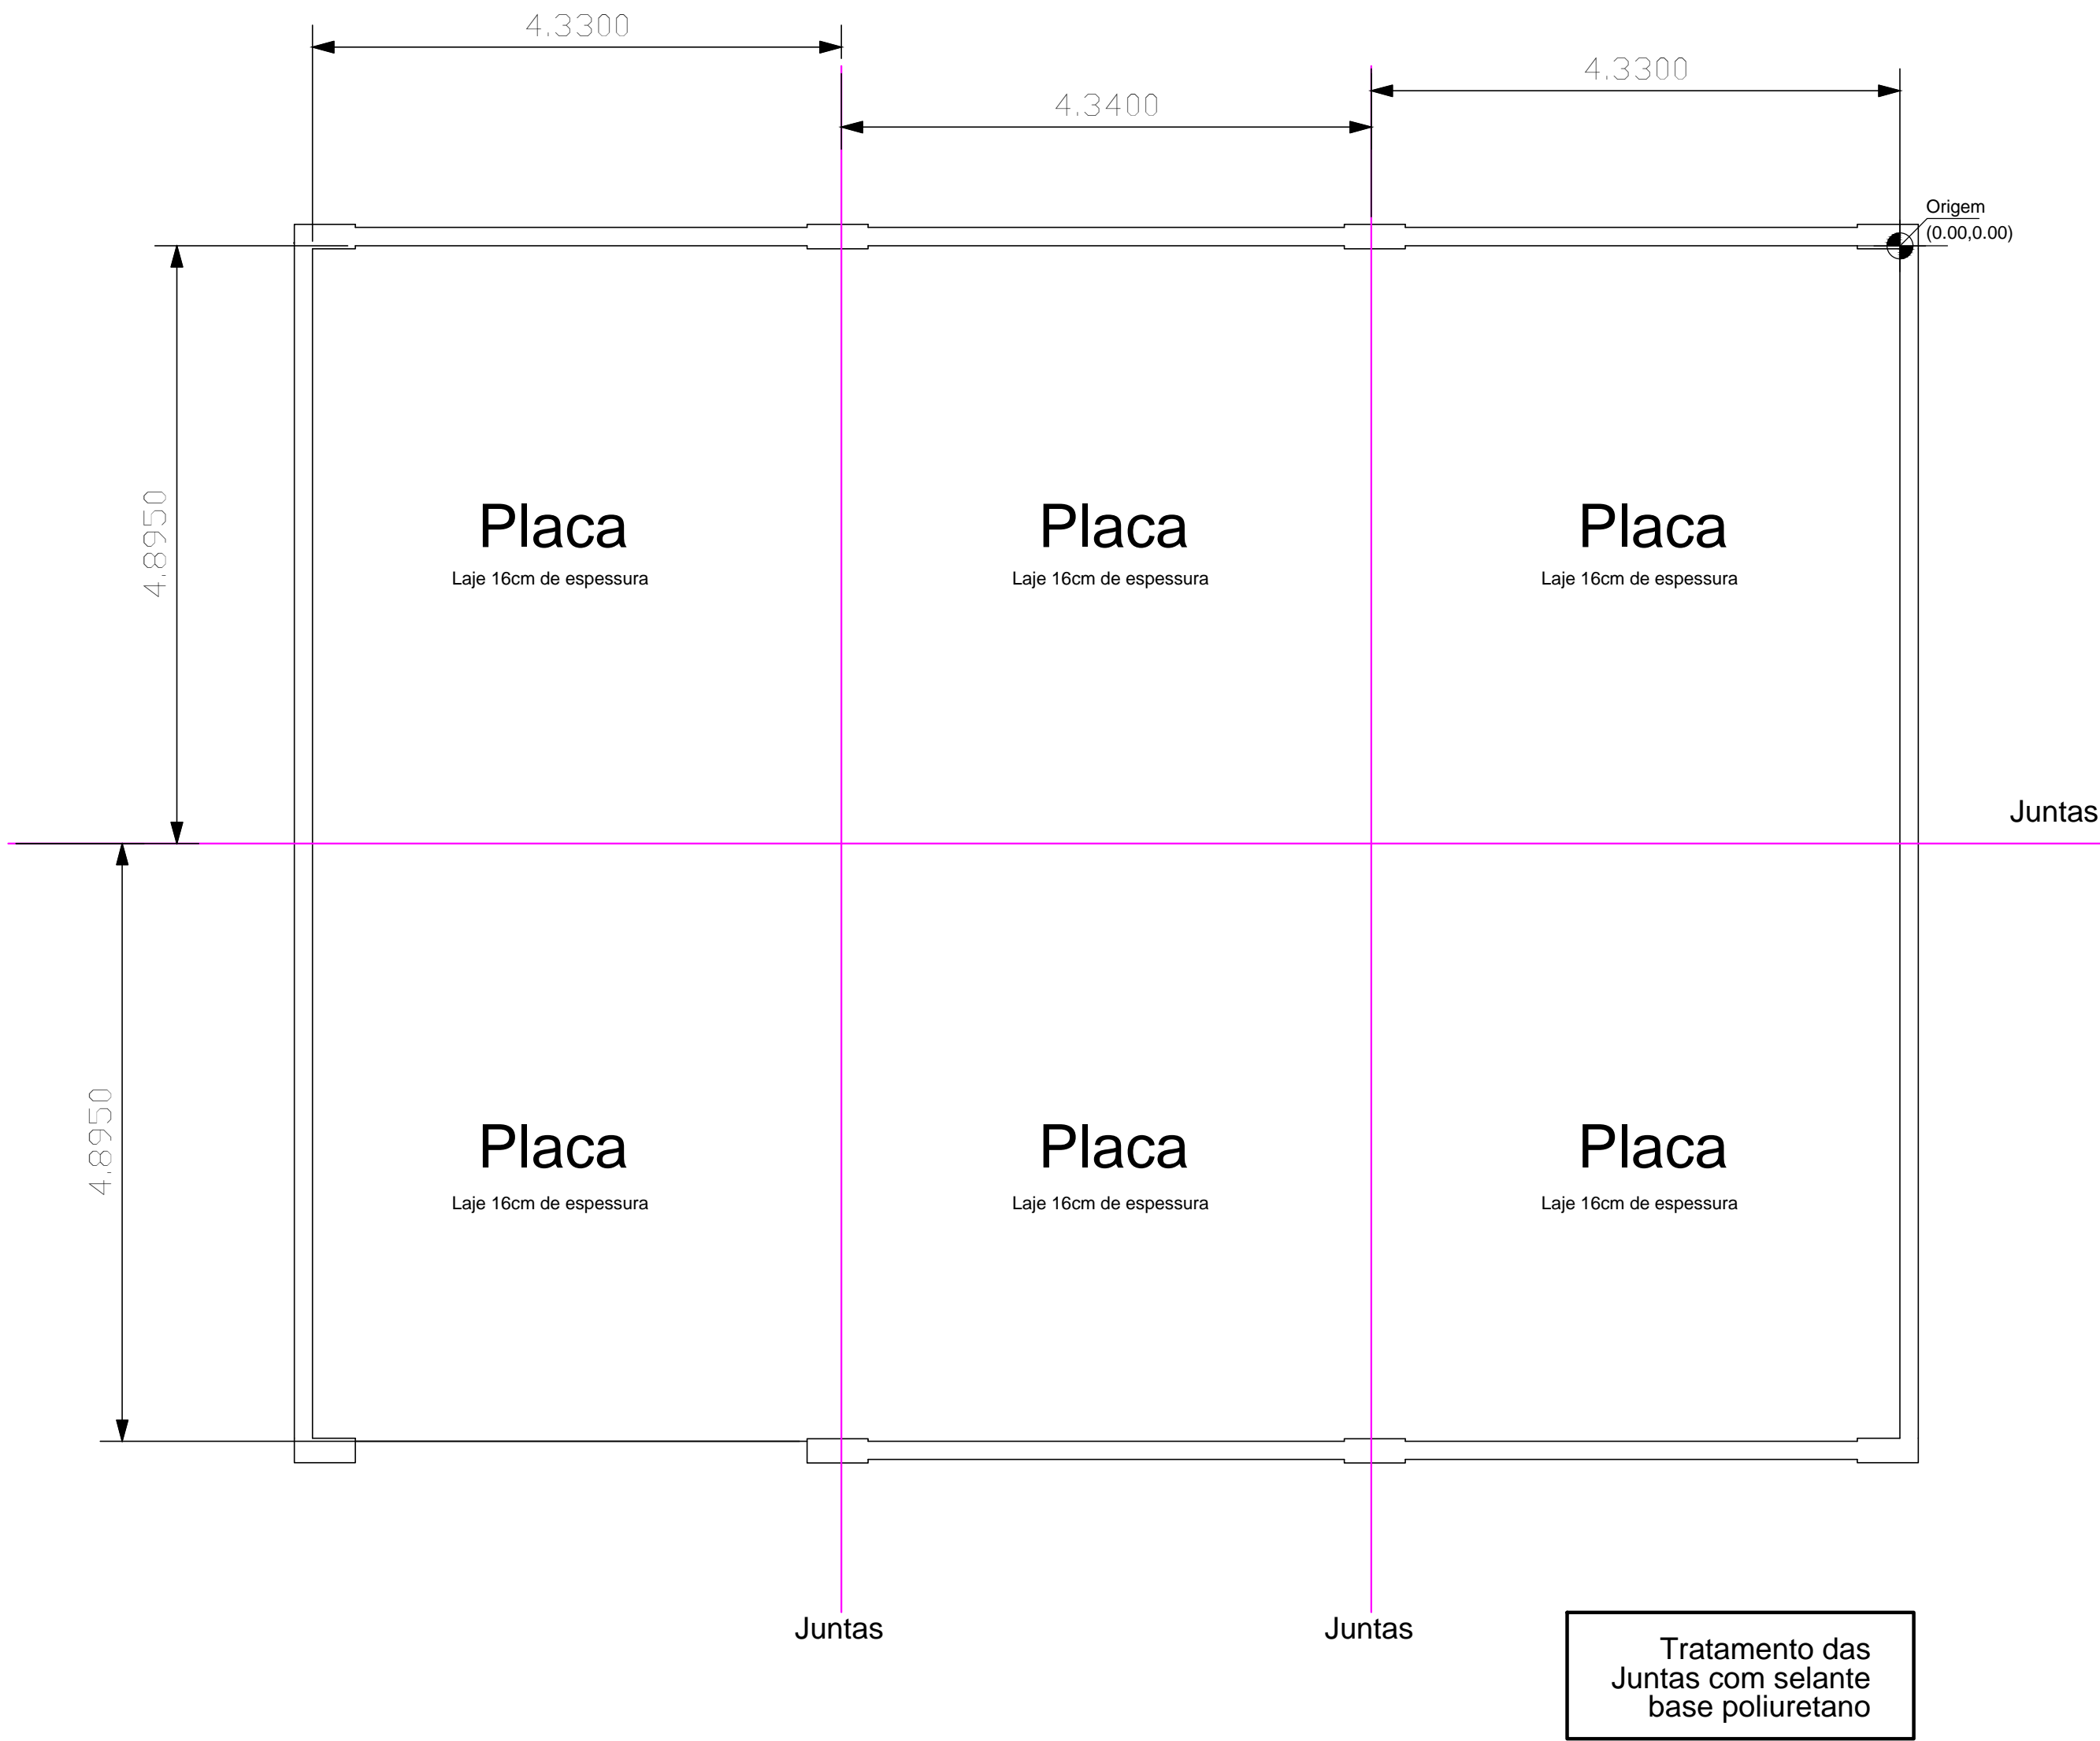 4.3300
4.3300
4.3400
Origem
(0.00,0.00)
4.8950
Placa
Laje 16cm de espessura
Placa
Laje 16cm de espessura
Placa
Laje 16cm de espessura
Juntas
4.8950
Placa
Laje 16cm de espessura
Placa
Laje 16cm de espessura
Placa
Laje 16cm de espessura
Juntas
Juntas
Tratamento das
Juntas com selante
base poliuretano